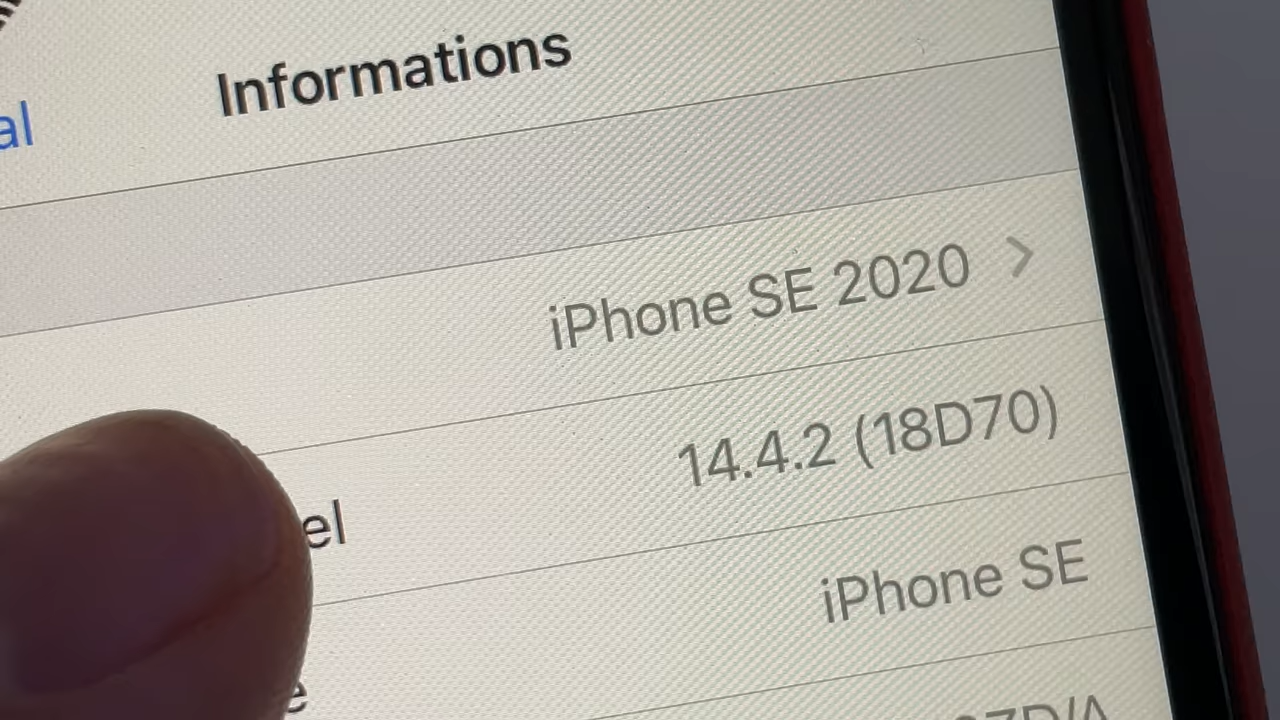 Informations
al
iPhone SE 2020
el 14.4.2 (18D70)
iPhone SE